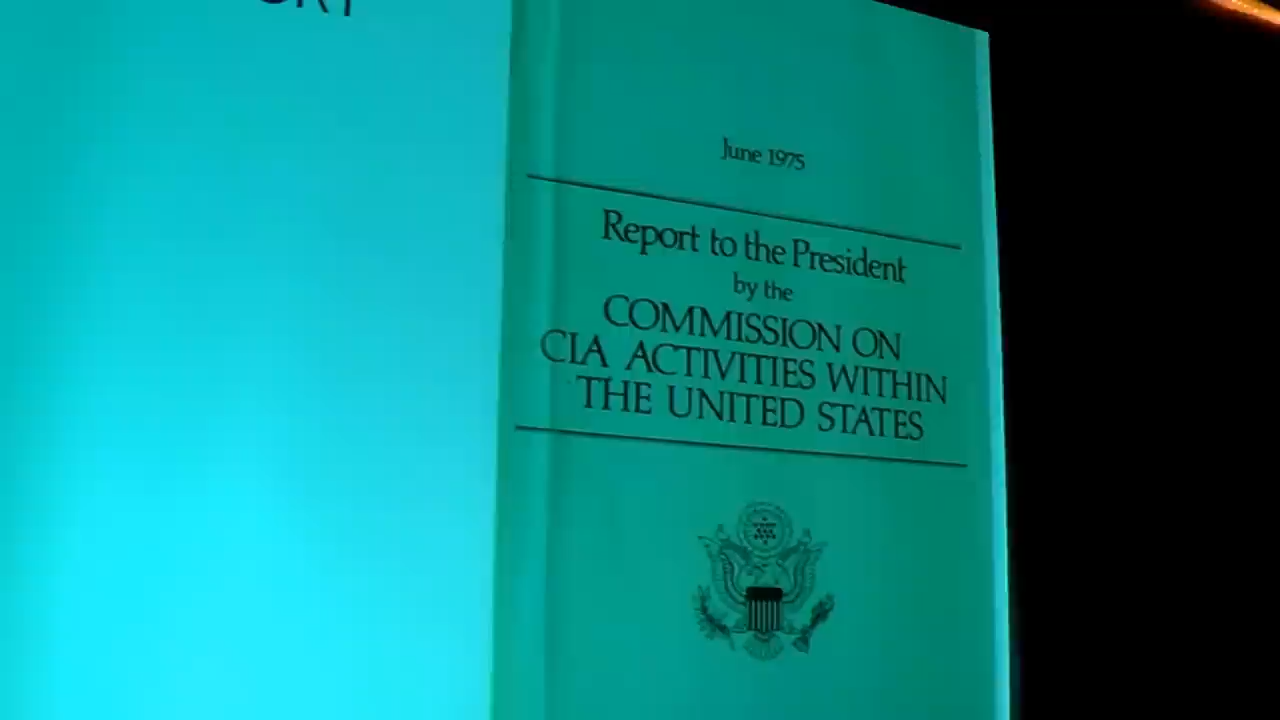 June 1975
Report to the President
by the
COMMISSION ON
CIA ACTIVITIES WITHIN
THE UNITED STATES